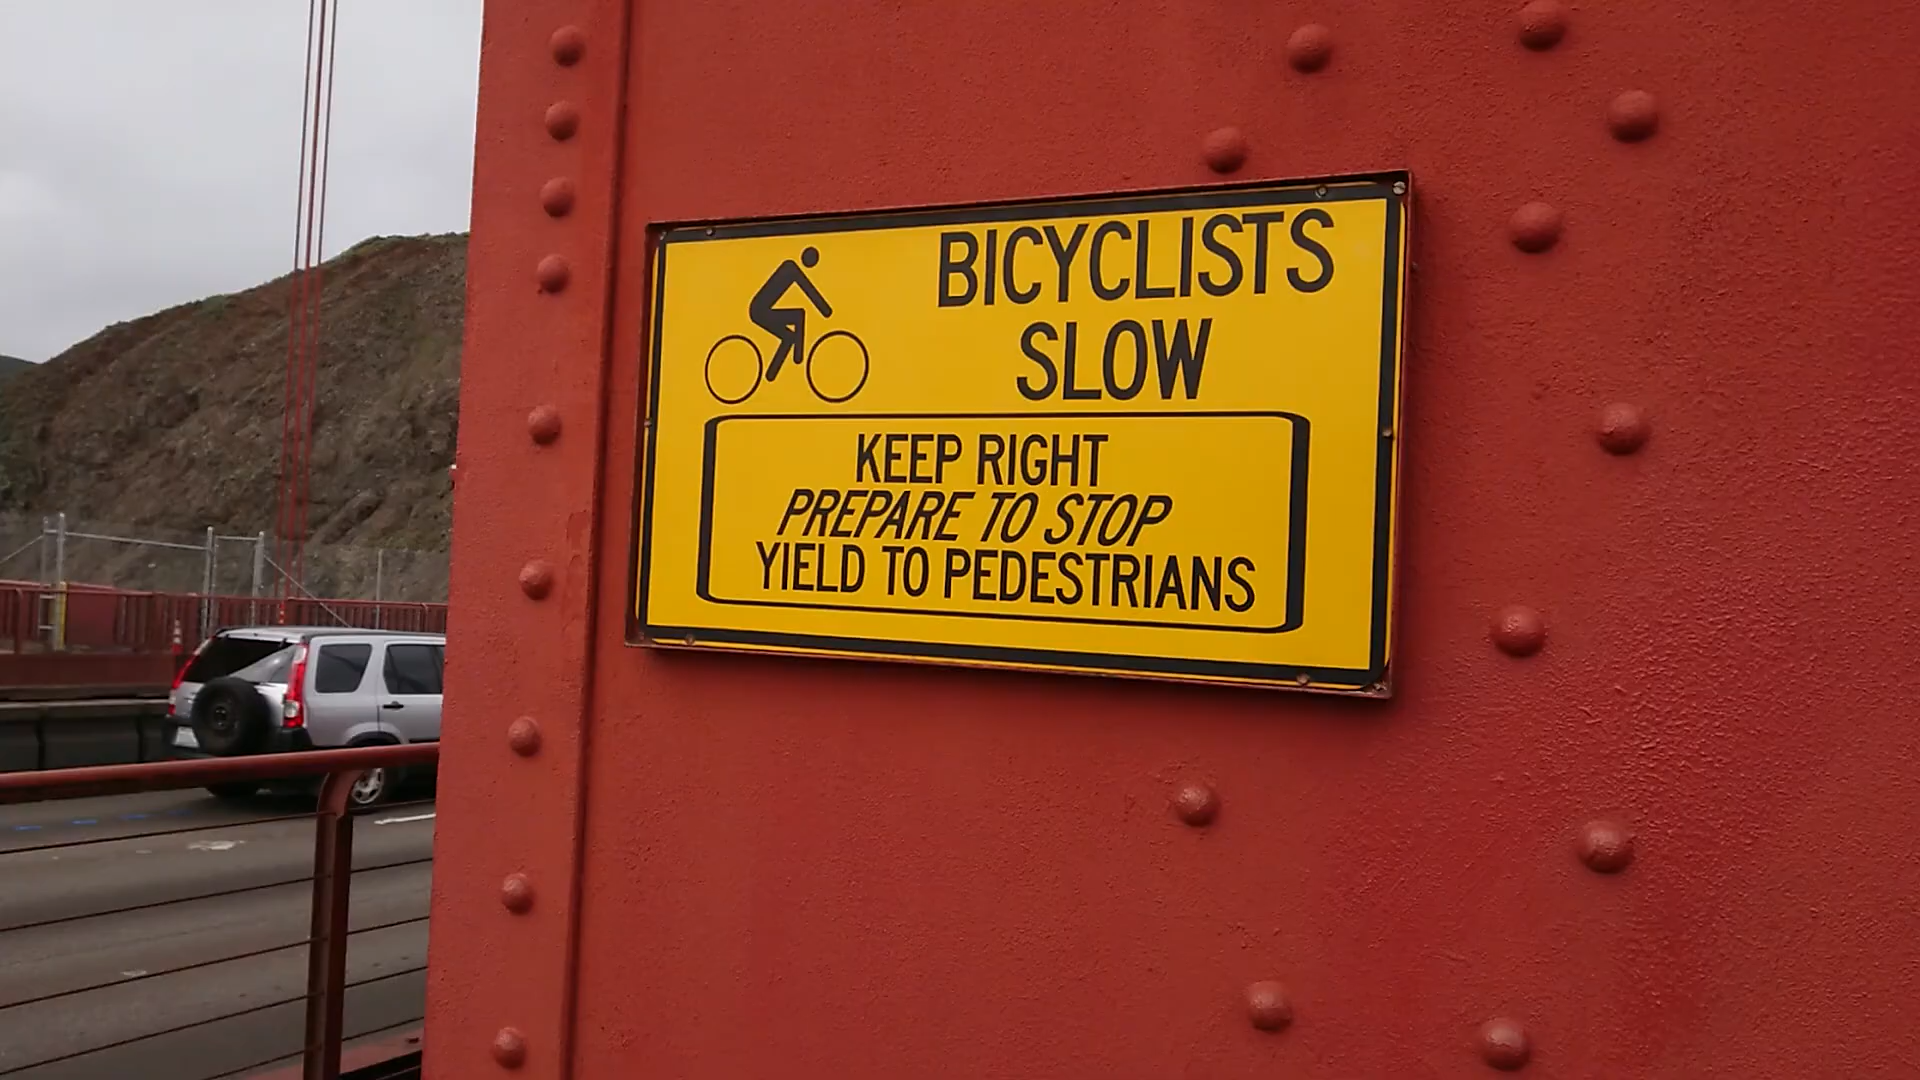 BICYCLISTS
SLOW
KEEP RIGHT
PREPARE TO STOP
YIELD TO PEDESTRIANS